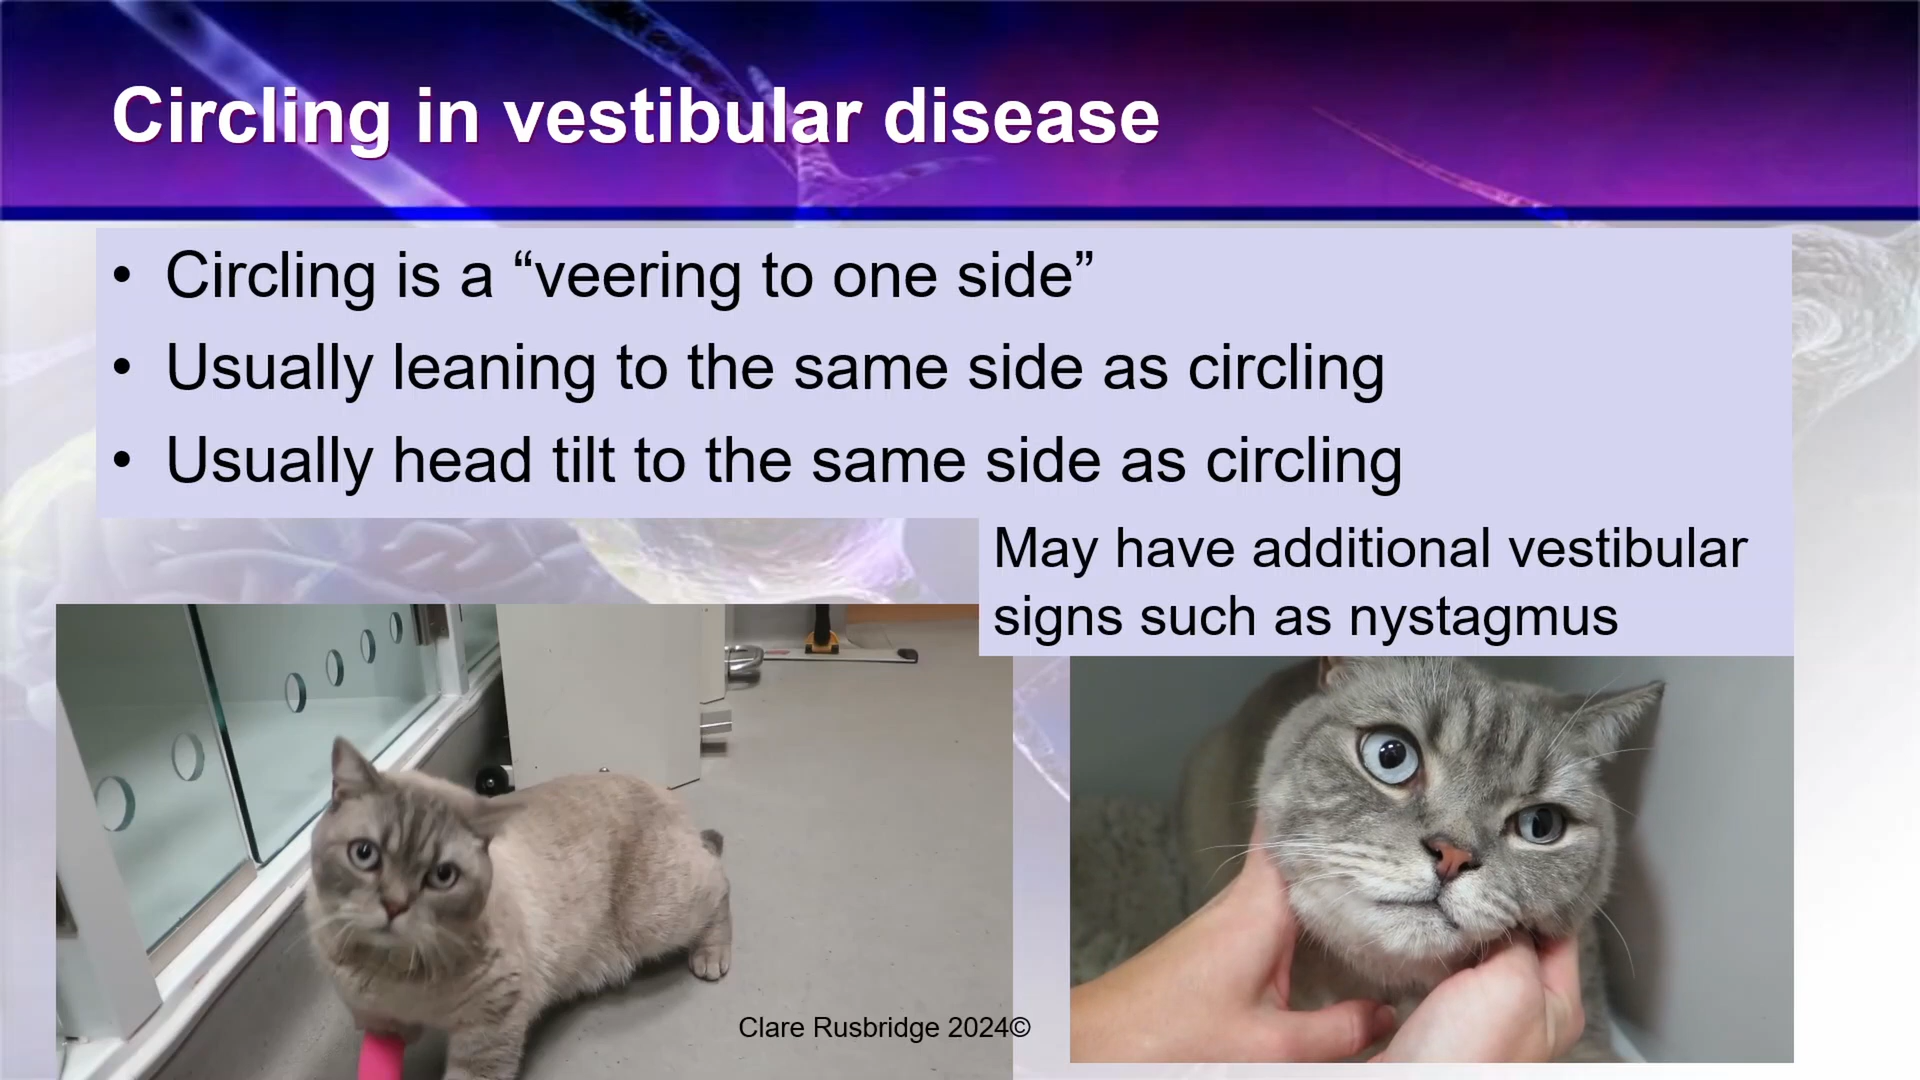 Circling in vestibular disease
• Circling is a “veering to one side”
• Usually leaning to the same side as circling
• Usually head tilt to the same side as circling
May have additional vestibular
signs such as nystagmus
Clare Rusbridge 2024©